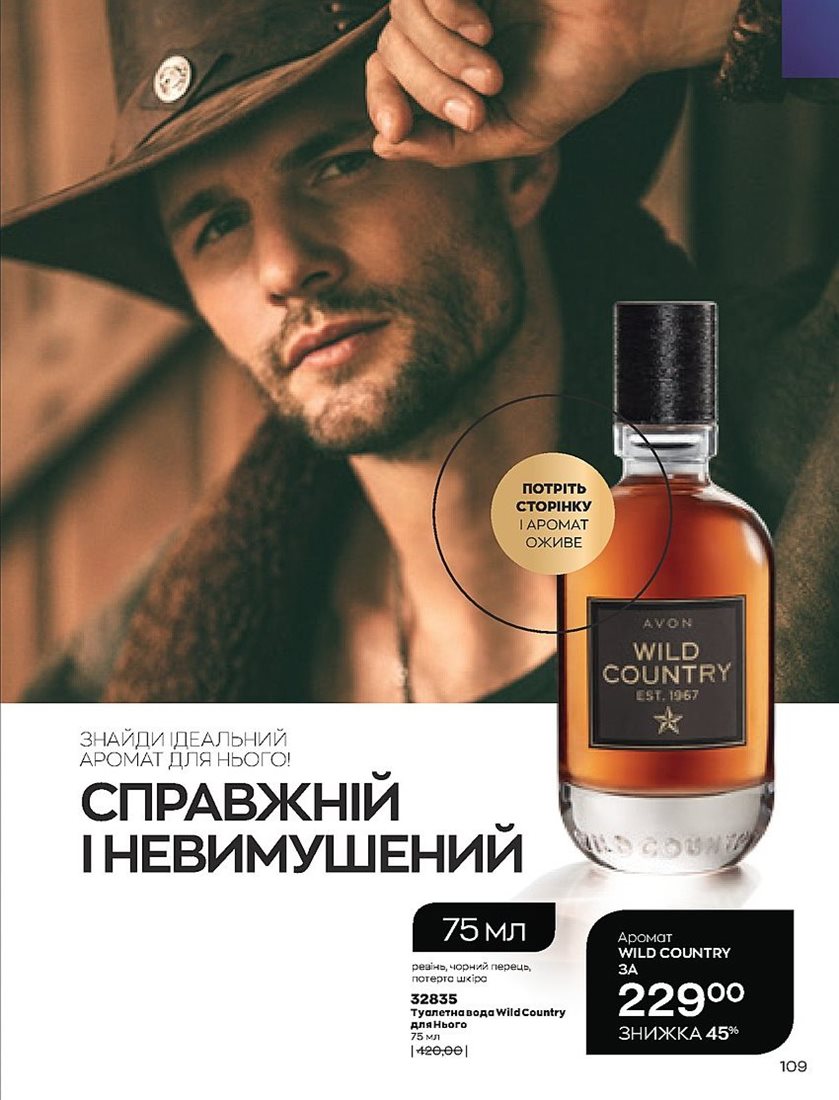 ПОТРІТЬ
СТОРІНКУ
І АРОМАТ
ОЖИВЕ
AVON
WILD
COUNTRY
EST. 1967
WILD COUNTRY
ЗНАЙДИ ІДЕАЛЬНИЙ
АРОМАТ ДЛЯ НЬОГО!
СПРАВЖНІЙ
І НЕВИМУШЕНИЙ
75 МЛ
ревінь, чорний перець,
потерта шкіра
32835
Туалетна вода Wild Country
для Нього
75 мл
| 420,00 |
Аромат
WILD COUNTRY
ЗА
229⁰⁰
ЗНИЖКА 45%
109